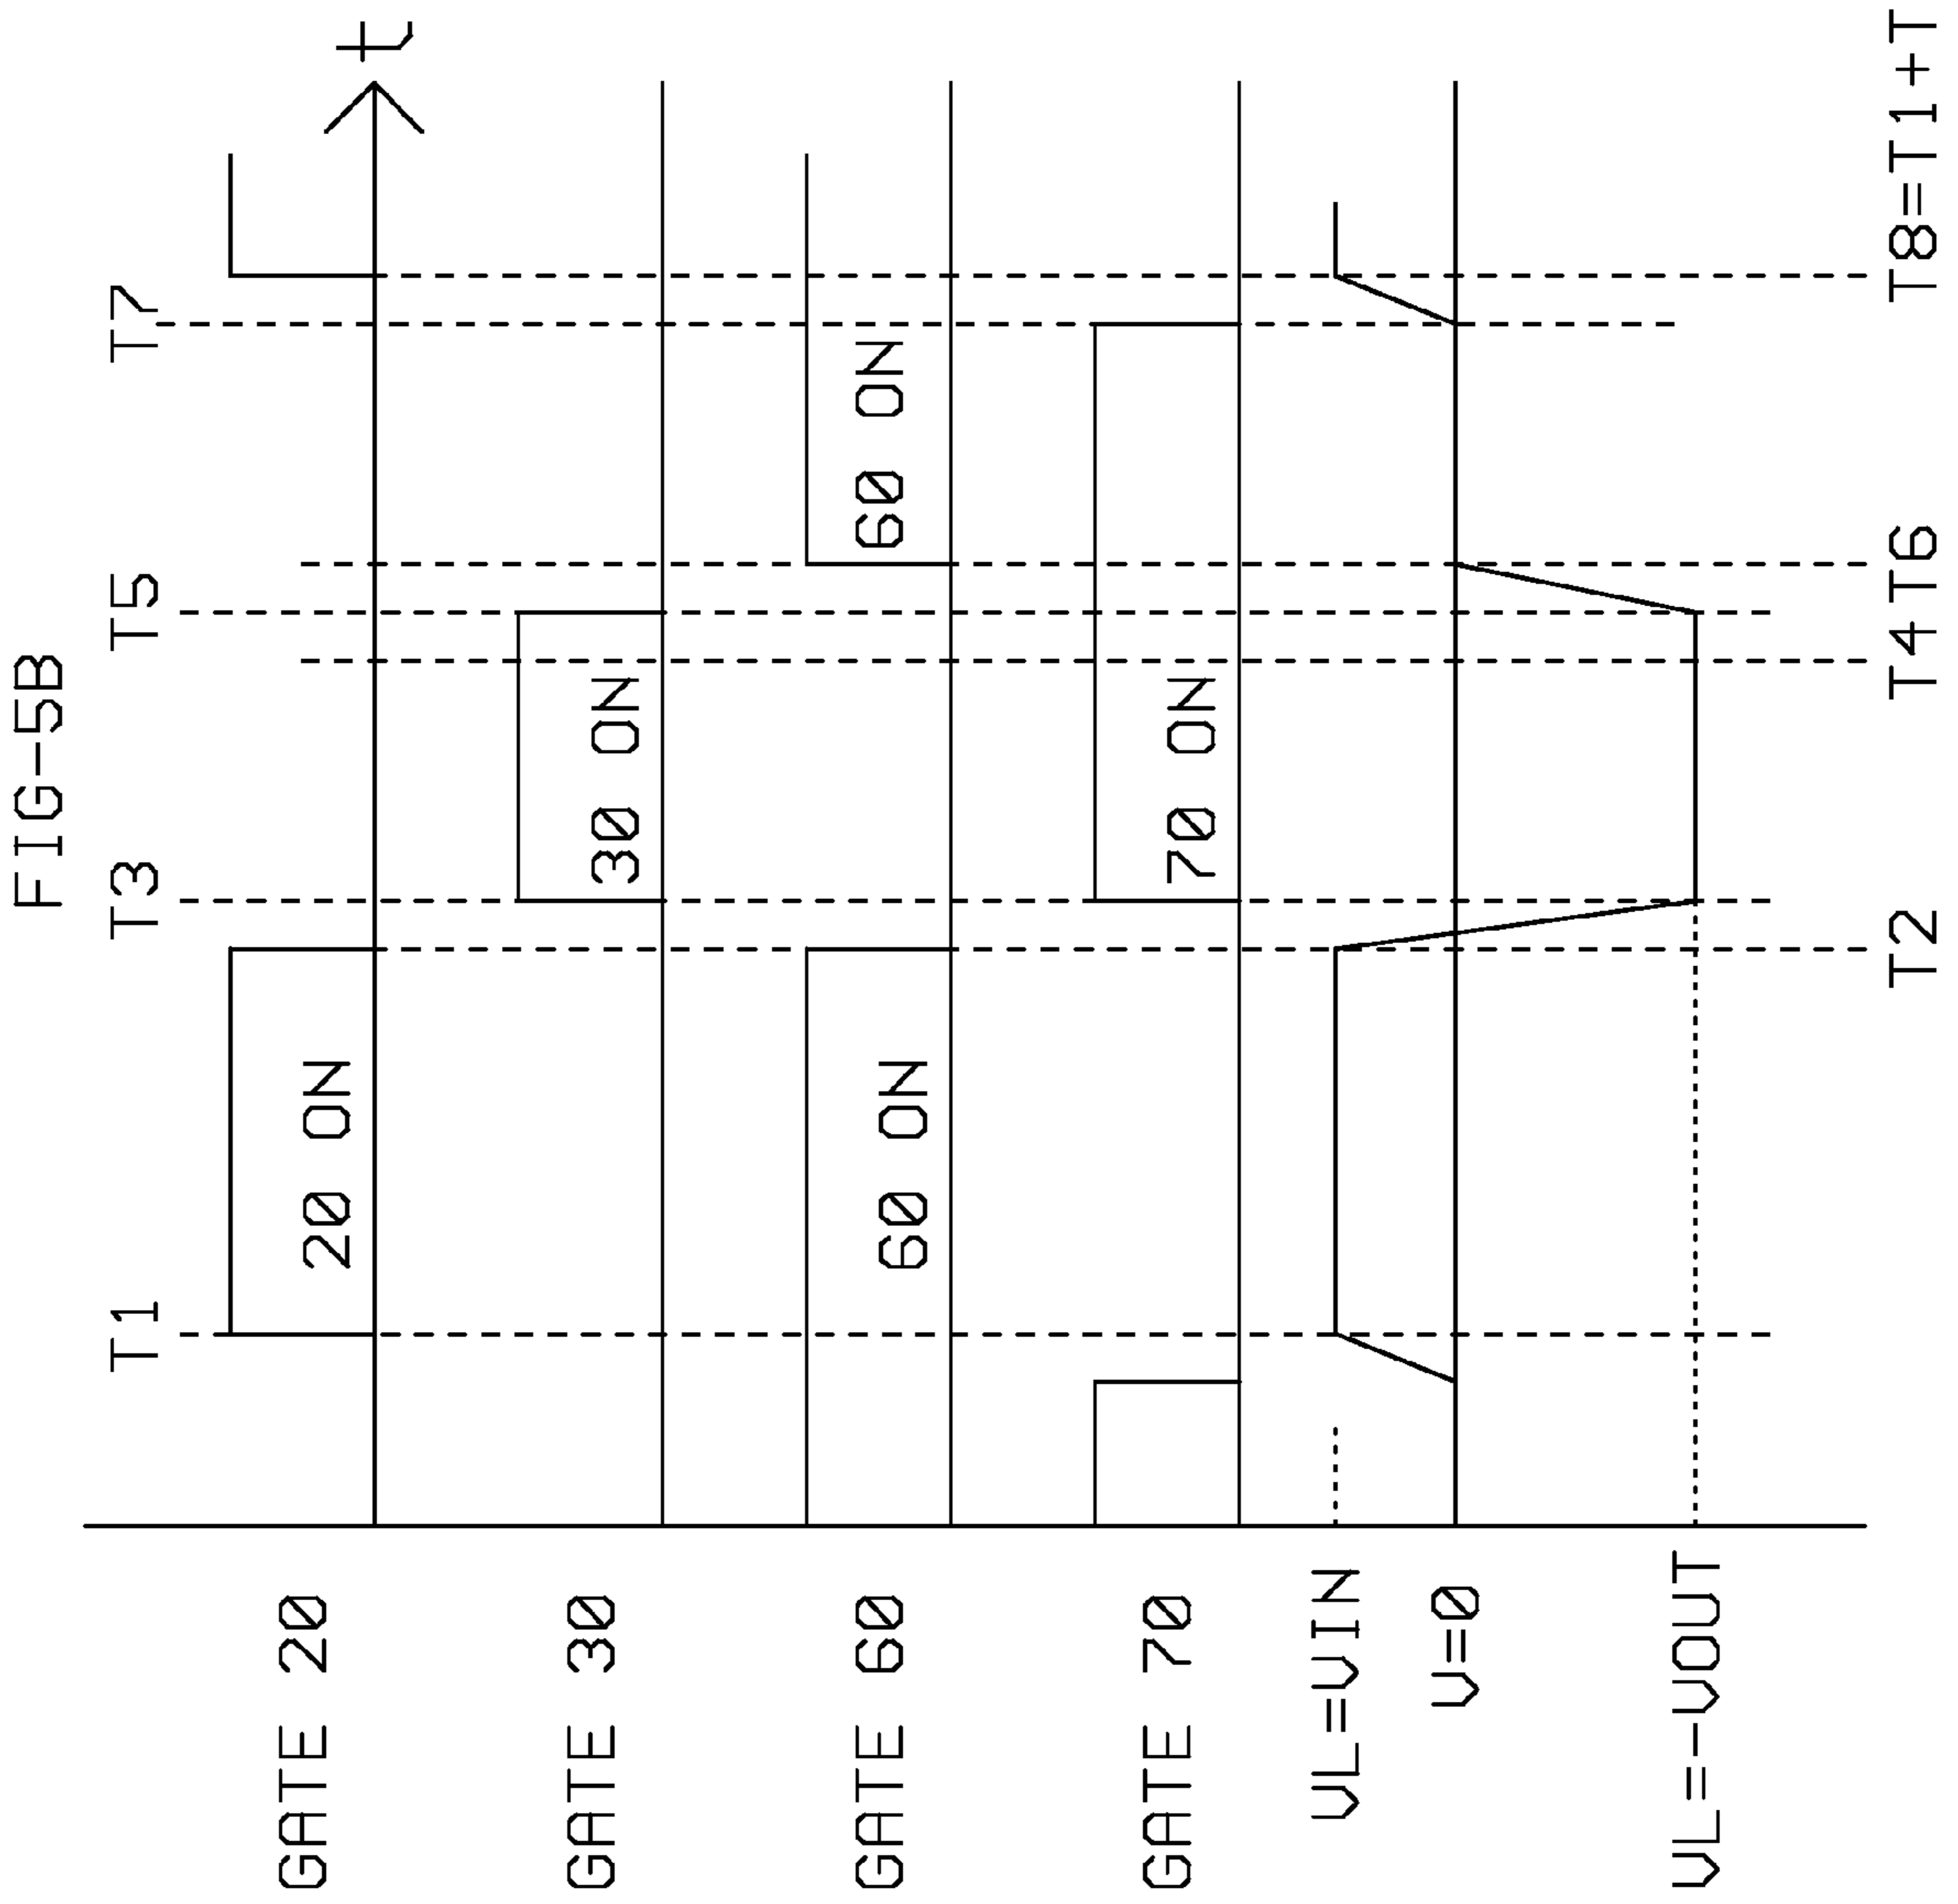 FIG-5B
T1 T3 T5 T7
t
GATE 20
20 ON
GATE 30
30 ON
GATE 60
60 ON
60 ON
GATE 70
70 ON
VL=VIN
V=0
VL=-VOUT
T2 T4 T6 T8=T1+T